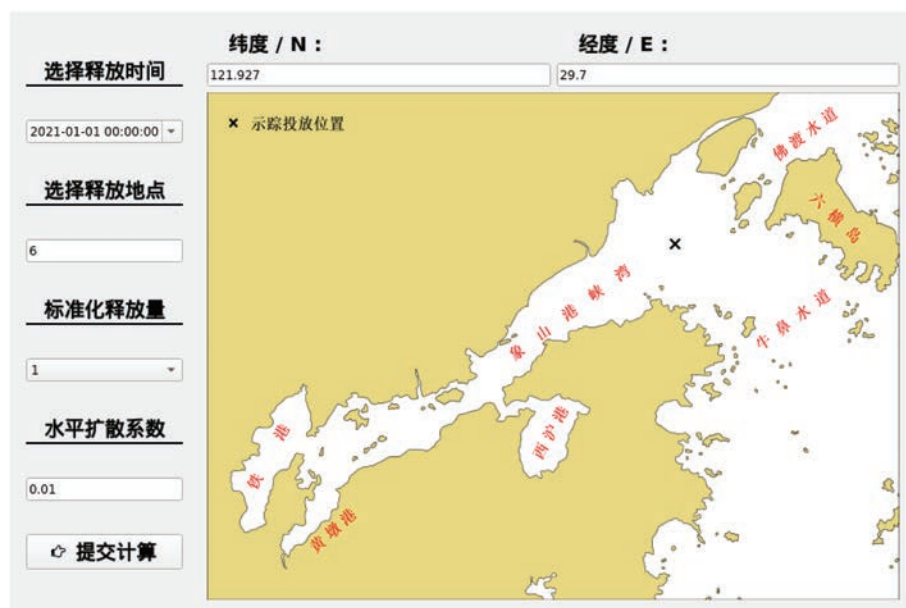 纬度 / N :
经度 / E :
选择释放时间
121.927
29.7
× 示踪投放位置
2021-01-01 00:00:00
佛渡水道
选择释放地点
六横岛
6
象山港峡湾
牛鼻水道
标准化释放量
1
水平扩散系数
铁港
西沪港
0.01
黄墩港
提交计算